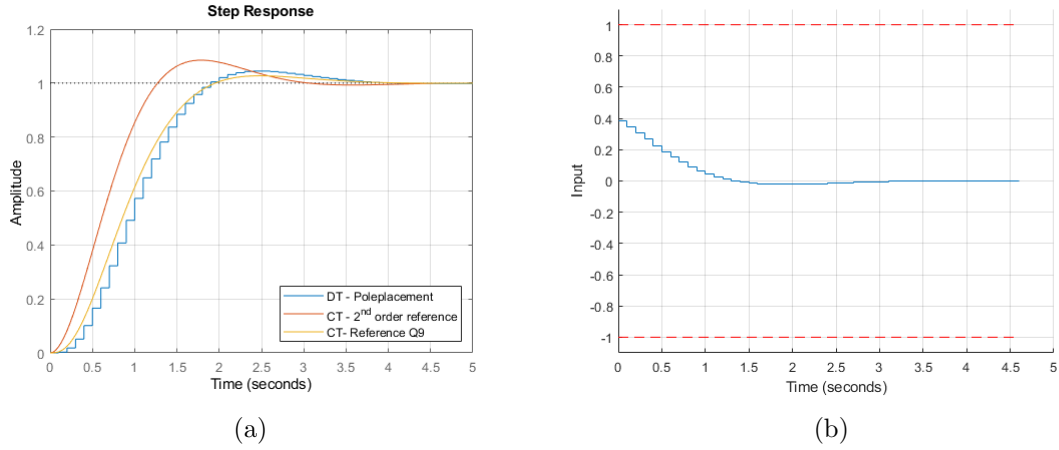 Step Response
1.2
1
0.8
0.6
0.4
0.2
0
Amplitude
DT - Poleplacement
CT - 2nd order reference
CT- Reference Q9
0 0.5 1 1.5 2 2.5 3 3.5 4 4.5 5
Time (seconds)
(a)
1
0.8
0.6
0.4
0.2
0
-0.2
-0.4
-0.6
-0.8
-1
Input
0 0.5 1 1.5 2 2.5 3 3.5 4 4.5 5
Time (seconds)
(b)